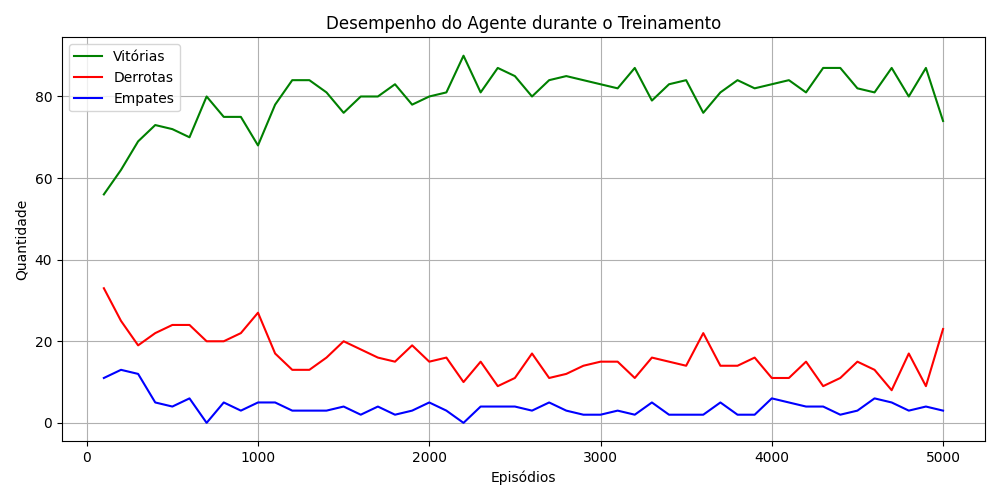 Desempenho do Agente durante o Treinamento
Vitórias
Derrotas
Empates
Quantidade
80
60
40
20
0
0 1000 2000 3000 4000 5000
Episódios